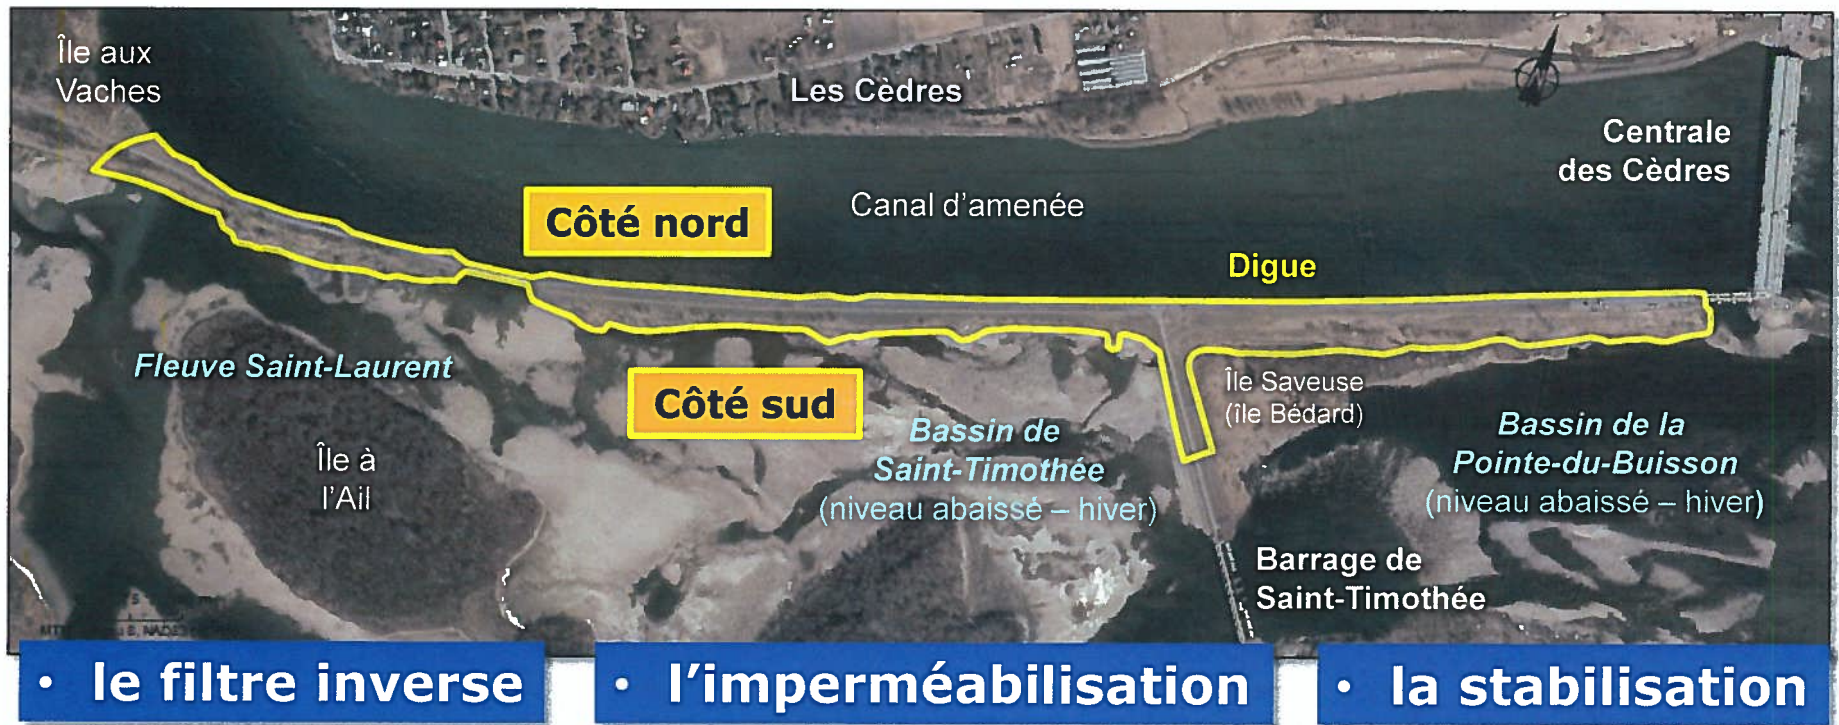 Île aux
Vaches
Les Cèdres
Centrale
des Cèdres
Côté nord
Canal d'amenée
Digue
Fleuve Saint-Laurent
Côté sud
Île Saveuse
(île Bédard)
Bassin de
Saint-Timothée
(niveau abaissé – hiver)
Bassin de la
Pointe-du-Buisson
(niveau abaissé – hiver)
Île à
l'Ail
Barrage de
Saint-Timothée
• le filtre inverse
• l'imperméabilisation
• la stabilisation